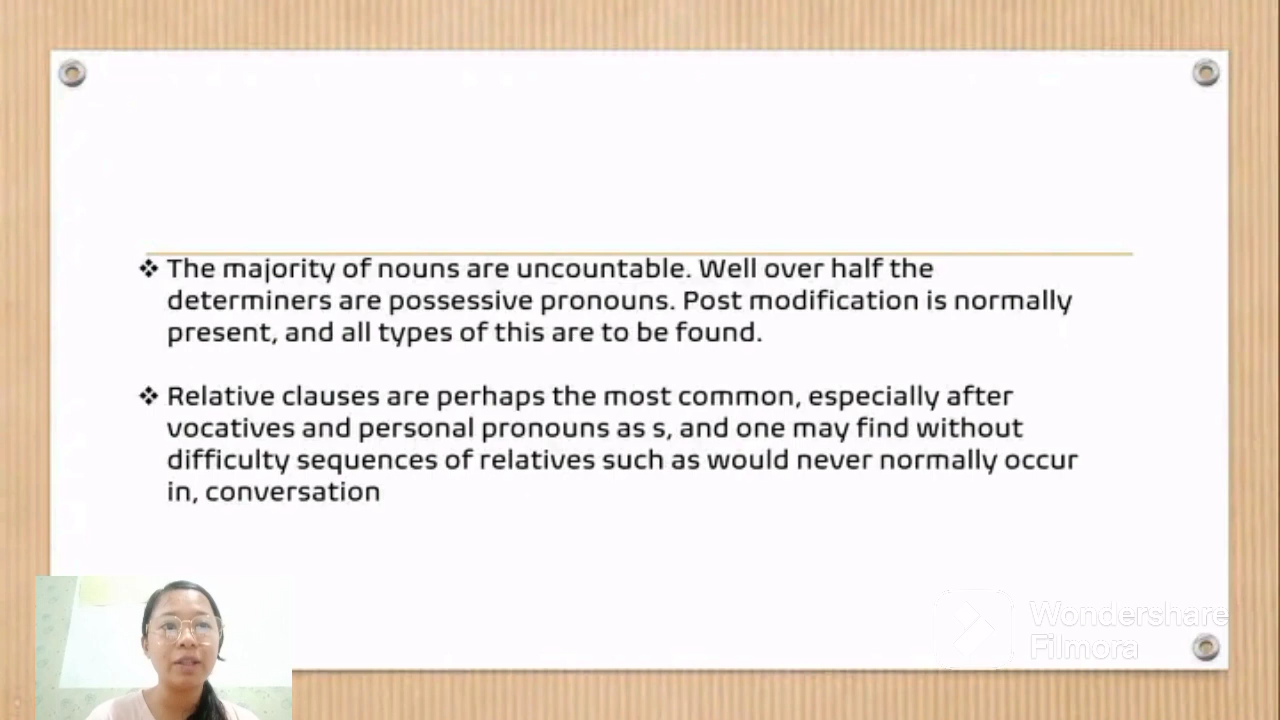 ❖ The majority of nouns are uncountable. Well over half the
determiners are possessive pronouns. Post modification is normally
present, and all types of this are to be found.
❖ Relative clauses are perhaps the most common, especially after
vocatives and personal pronouns as s, and one may find without
difficulty sequences of relatives such as would never normally occur
in, conversation
Wondershare
Filmora